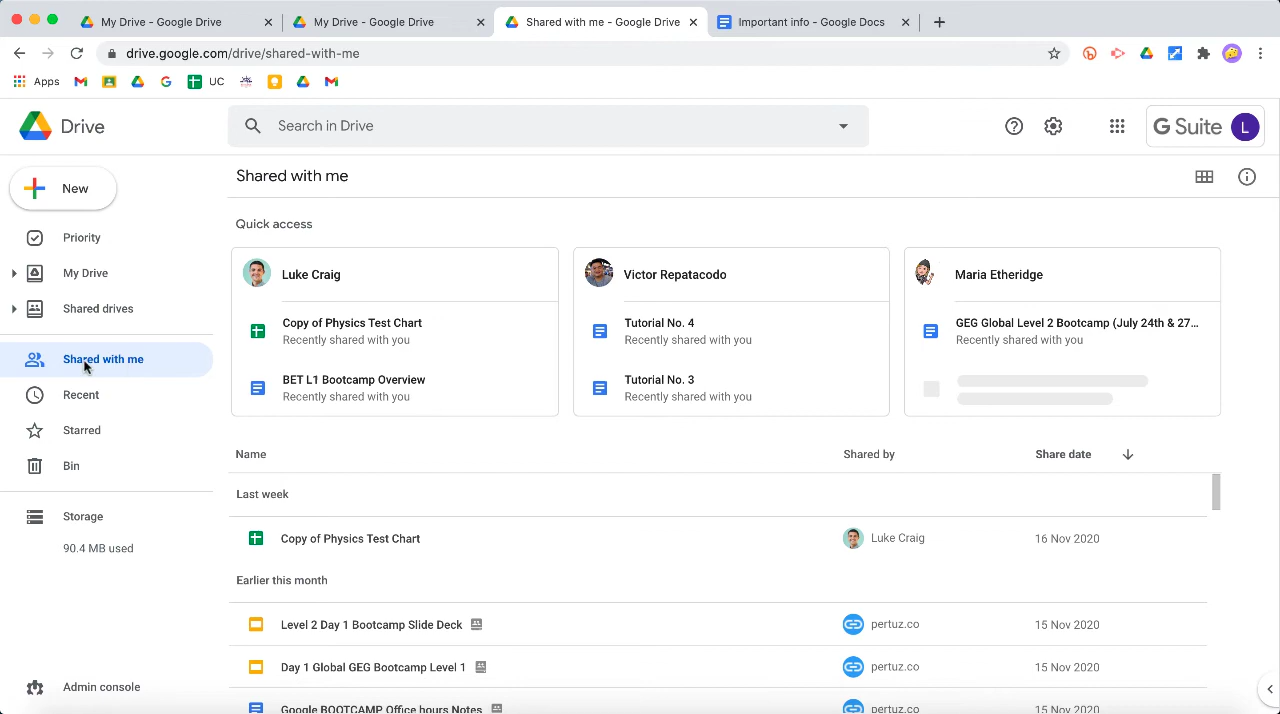 My Drive - Google Drive
My Drive - Google Drive
Shared with me - Google Drive
Important info - Google Docs
drive.google.com/drive/shared-with-me
Apps
UC
Drive
Search in Drive
G Suite
L
New
Shared with me
Priority
My Drive
Shared drives
Shared with me
Recent
Starred
Bin
Storage
90.4 MB used
Admin console
Quick access
Luke Craig
Copy of Physics Test Chart
Recently shared with you
BET L1 Bootcamp Overview
Recently shared with you
Victor Repatacodo
Tutorial No. 4
Recently shared with you
Tutorial No. 3
Recently shared with you
Maria Etheridge
GEG Global Level 2 Bootcamp (July 24th & 27...
Recently shared with you
Name Shared by Share date
Last week
Copy of Physics Test Chart Luke Craig 16 Nov 2020
Earlier this month
Level 2 Day 1 Bootcamp Slide Deck pertuz.co 15 Nov 2020
Day 1 Global GEG Bootcamp Level 1 pertuz.co 15 Nov 2020
Google BOOTCAMP Office hours Notes pertuz.co 15 Nov 2020